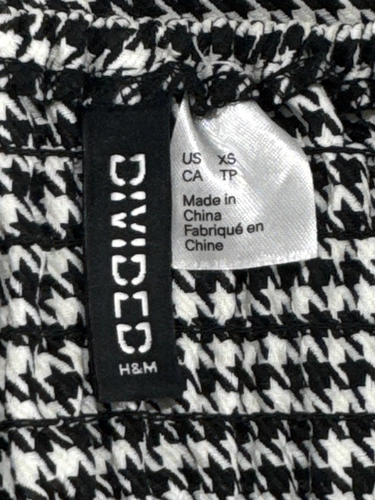 DIVIDED
H&M
US XS
CA TP
Made in
China
Fabriqué en
Chine